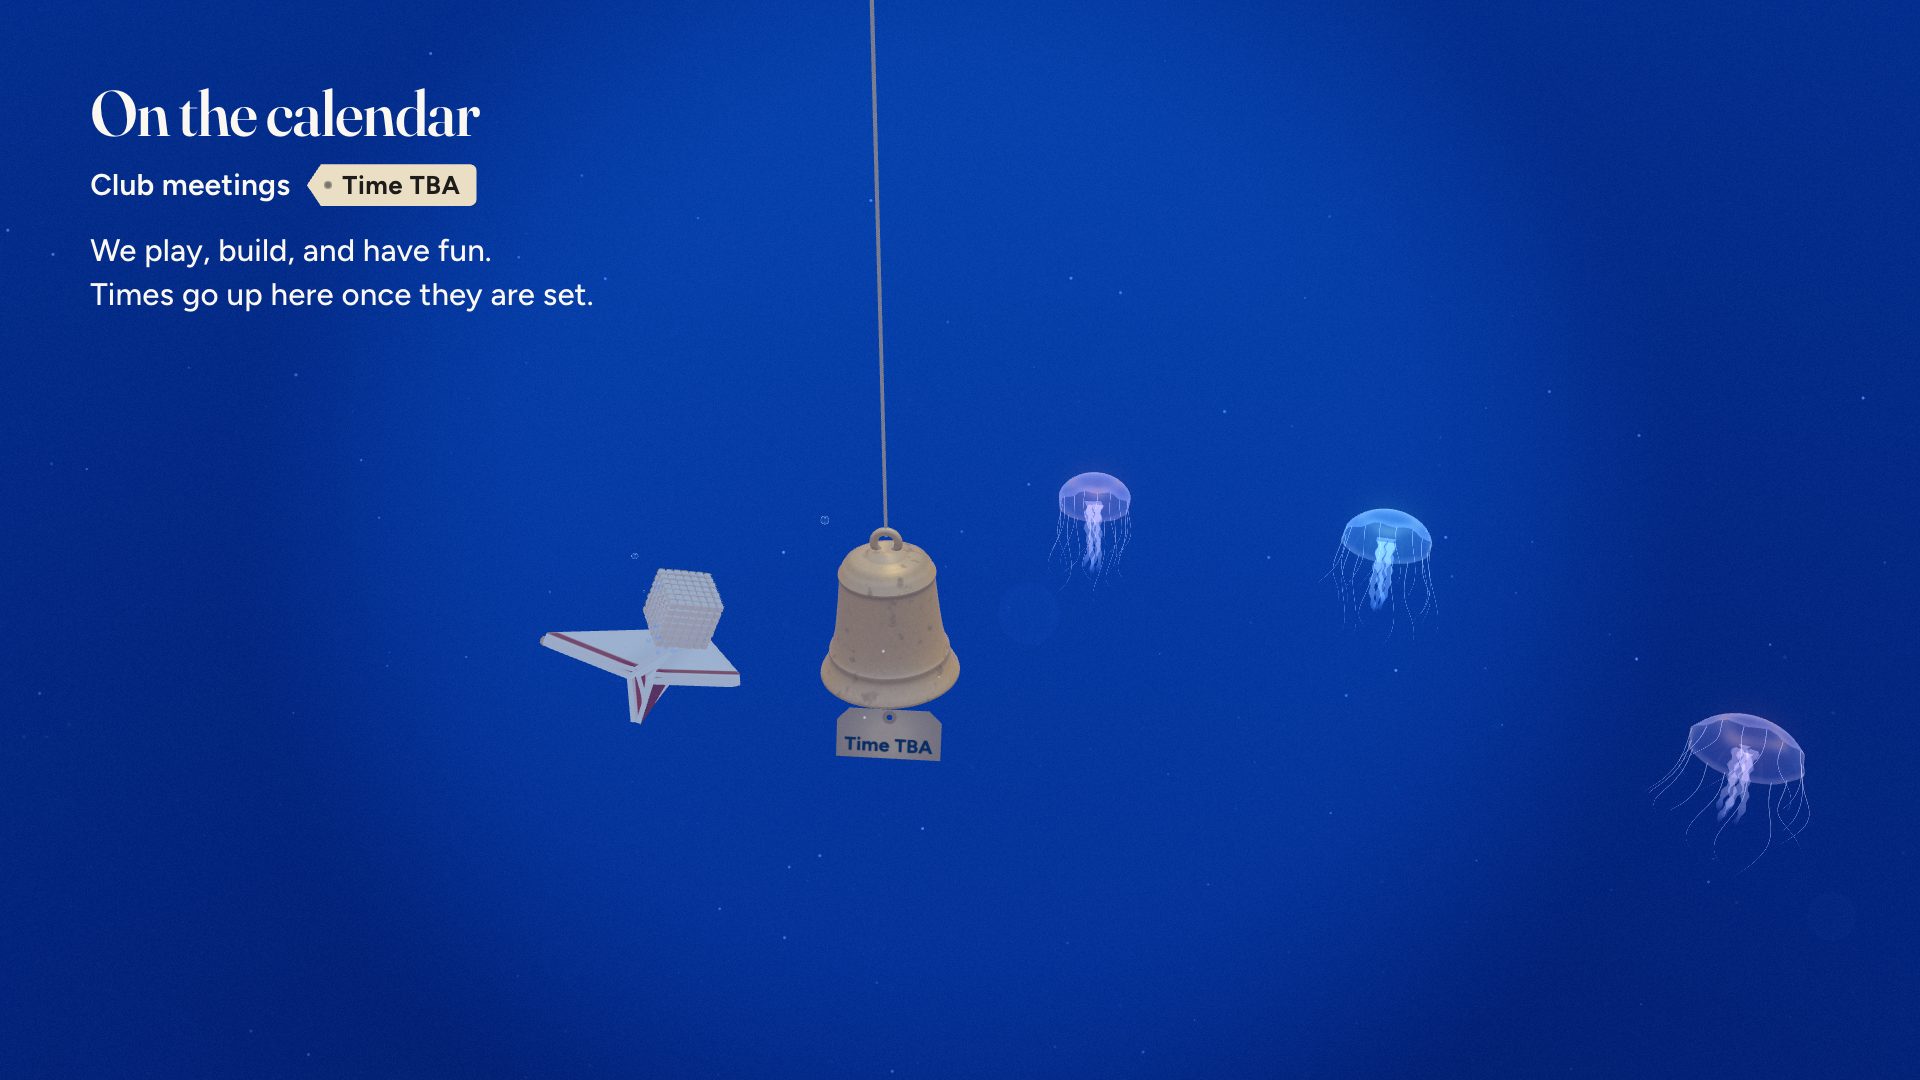 On the calendar
Club meetings
Time TBA
We play, build, and have fun.
Times go up here once they are set.
Time TBA